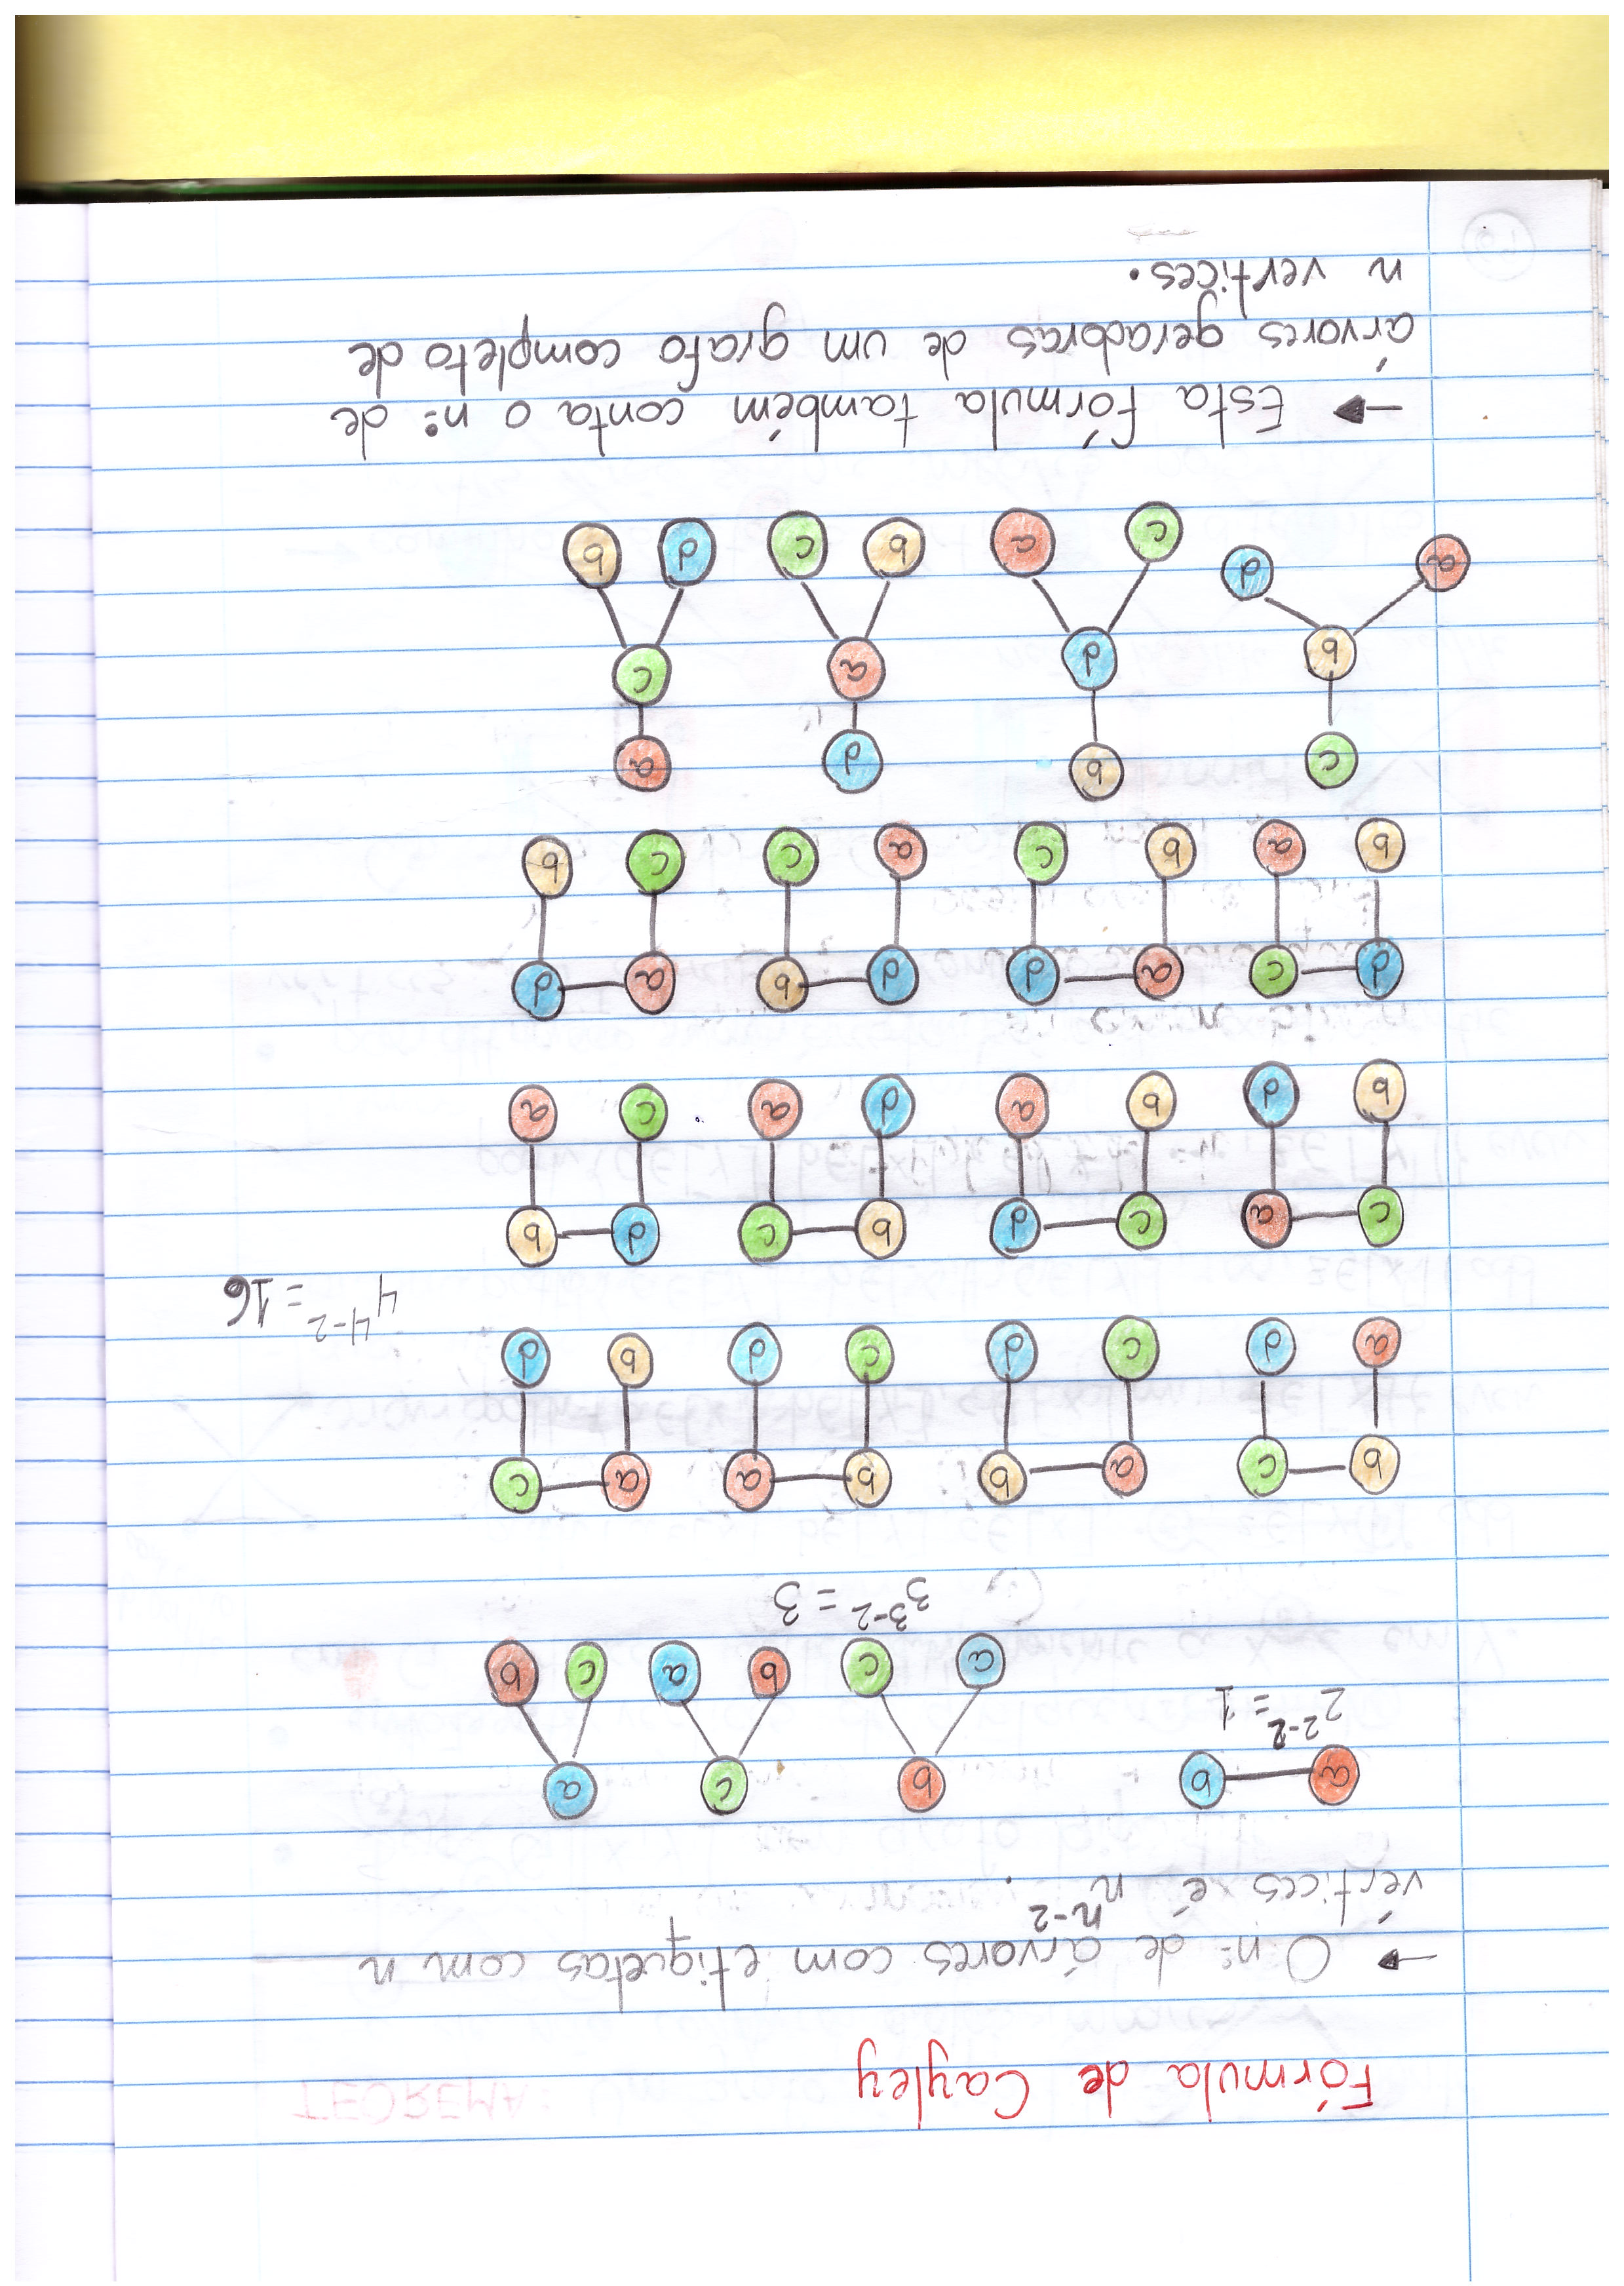 Fórmula de Cayley
→ O nº de árvores com etiquetas com n
vértices é n^n-2.
a b
b c a
a c b a c b
2^2-2 = 1
3^3-2 = 3
b c a b b a a c
a d c d c d b d
4^4-2 = 16
c a c d b c d b
b d b a d a c a
d c a d d b a d
b a b c a c c b
c b d a
b d a c
a d c a b c d b
→ Esta fórmula também conta o nº de
árvores geradoras de um grafo completo de
n vertices.